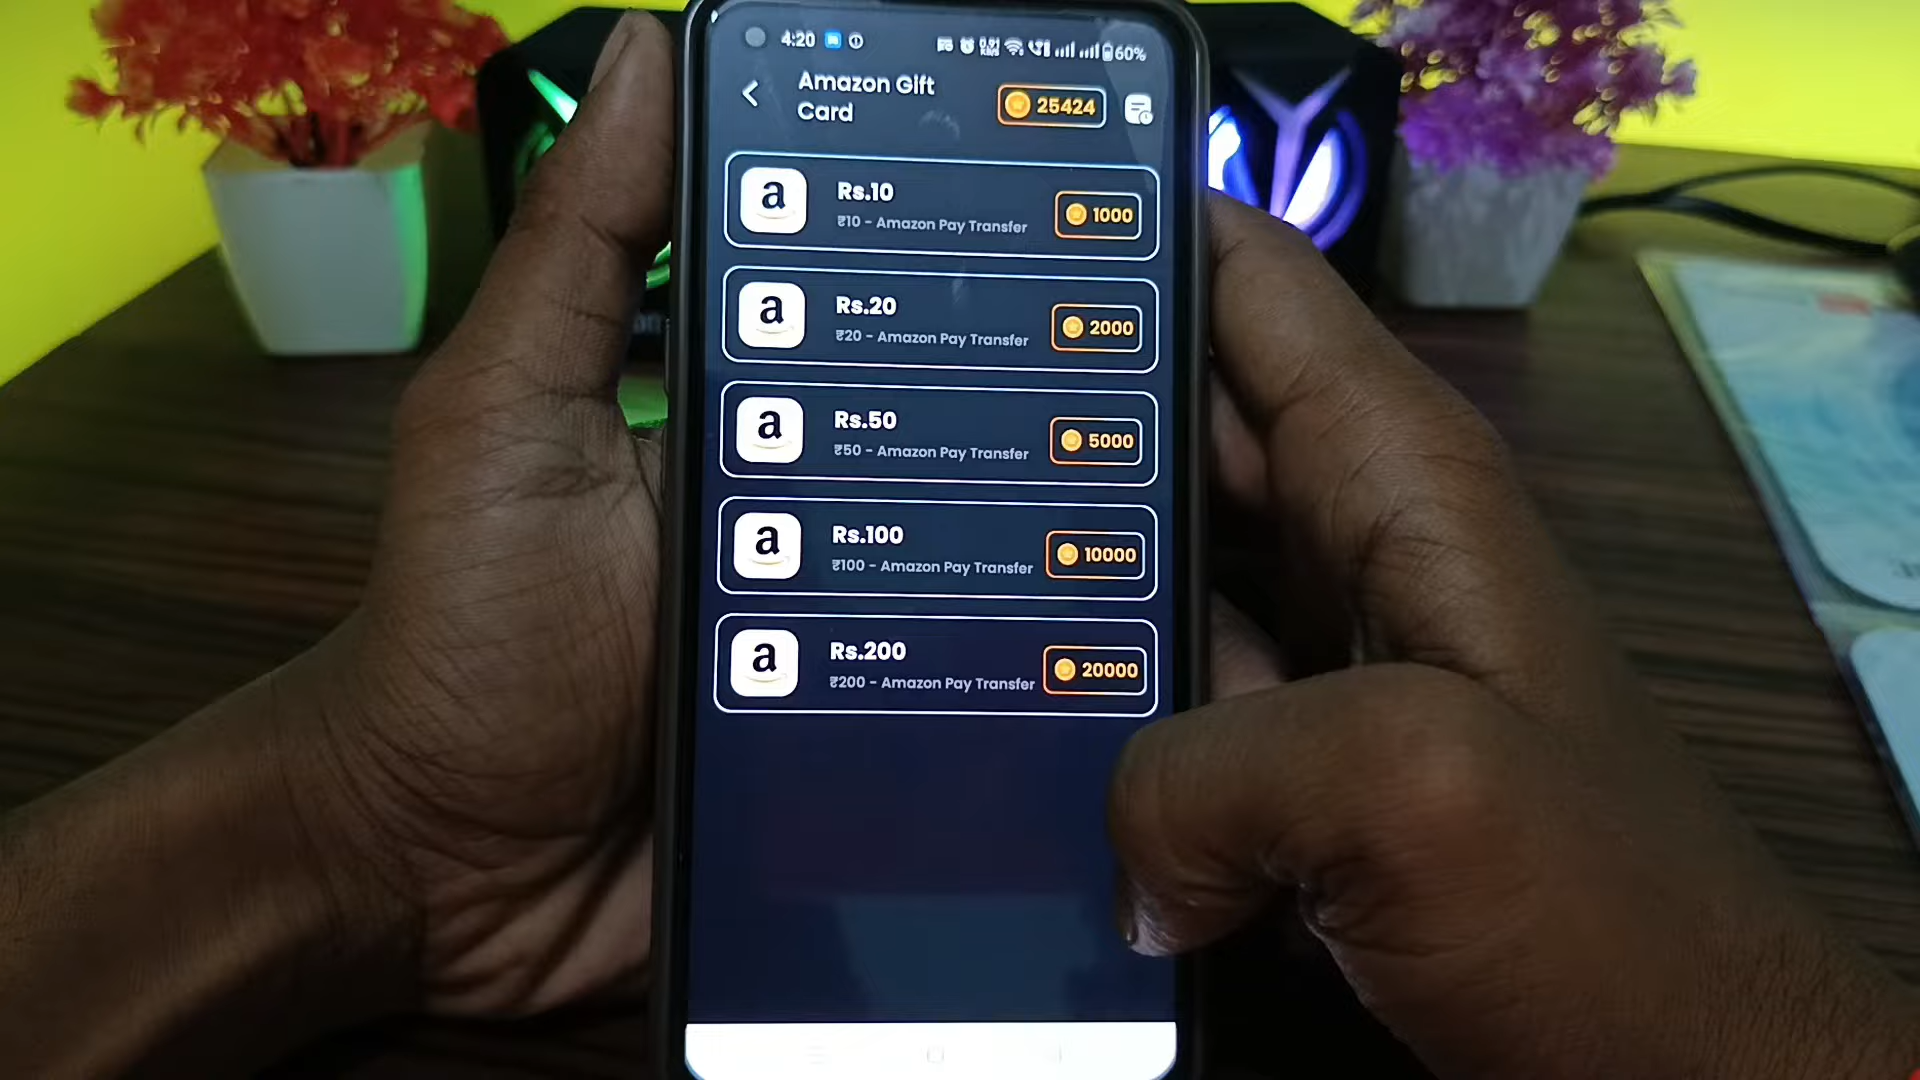 4:20
60%
Amazon Gift
Card
25424
a
Rs.10
₹10 - Amazon Pay Transfer
1000
a
Rs.20
₹20 - Amazon Pay Transfer
2000
a
Rs.50
₹50 - Amazon Pay Transfer
5000
a
Rs.100
₹100 - Amazon Pay Transfer
10000
a
Rs.200
₹200 - Amazon Pay Transfer
20000